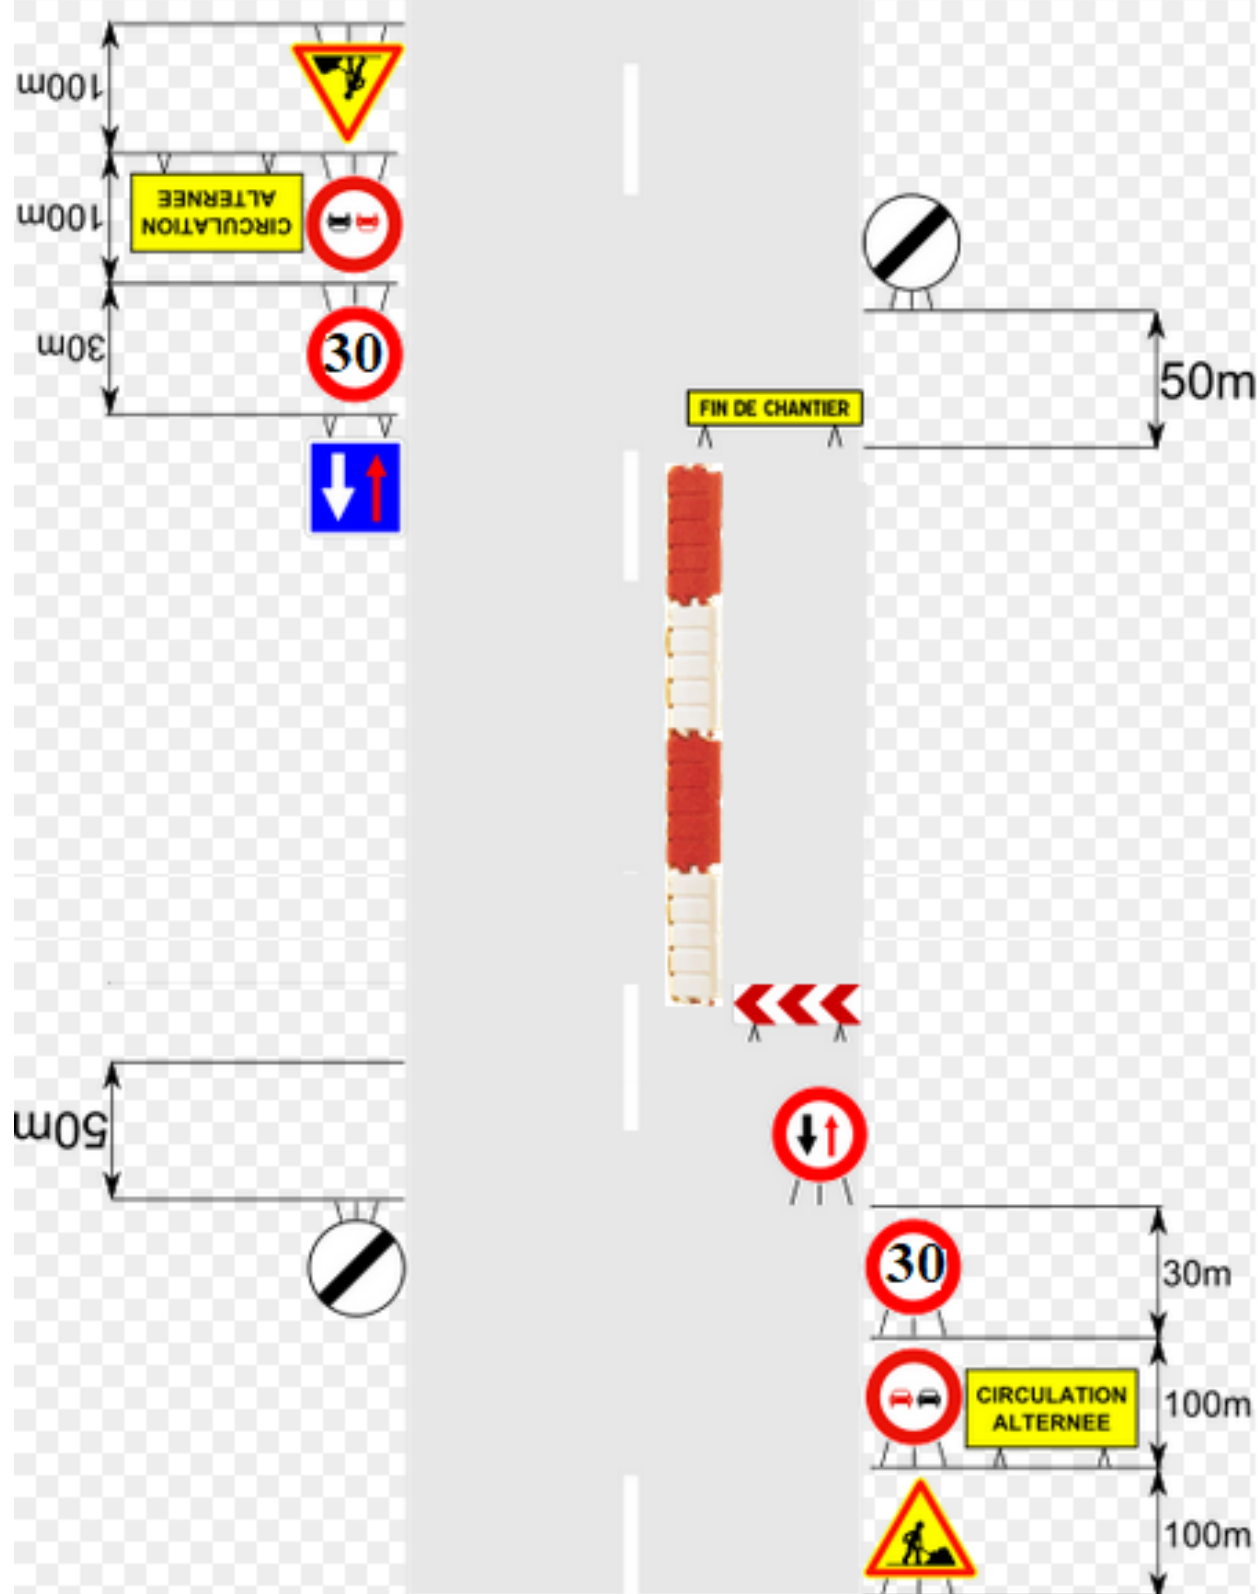 100m
CIRCULATION
ALTERNEE
100m
30m
30
50m
FIN DE CHANTIER
50m
30
30m
CIRCULATION
ALTERNEE
100m
100m